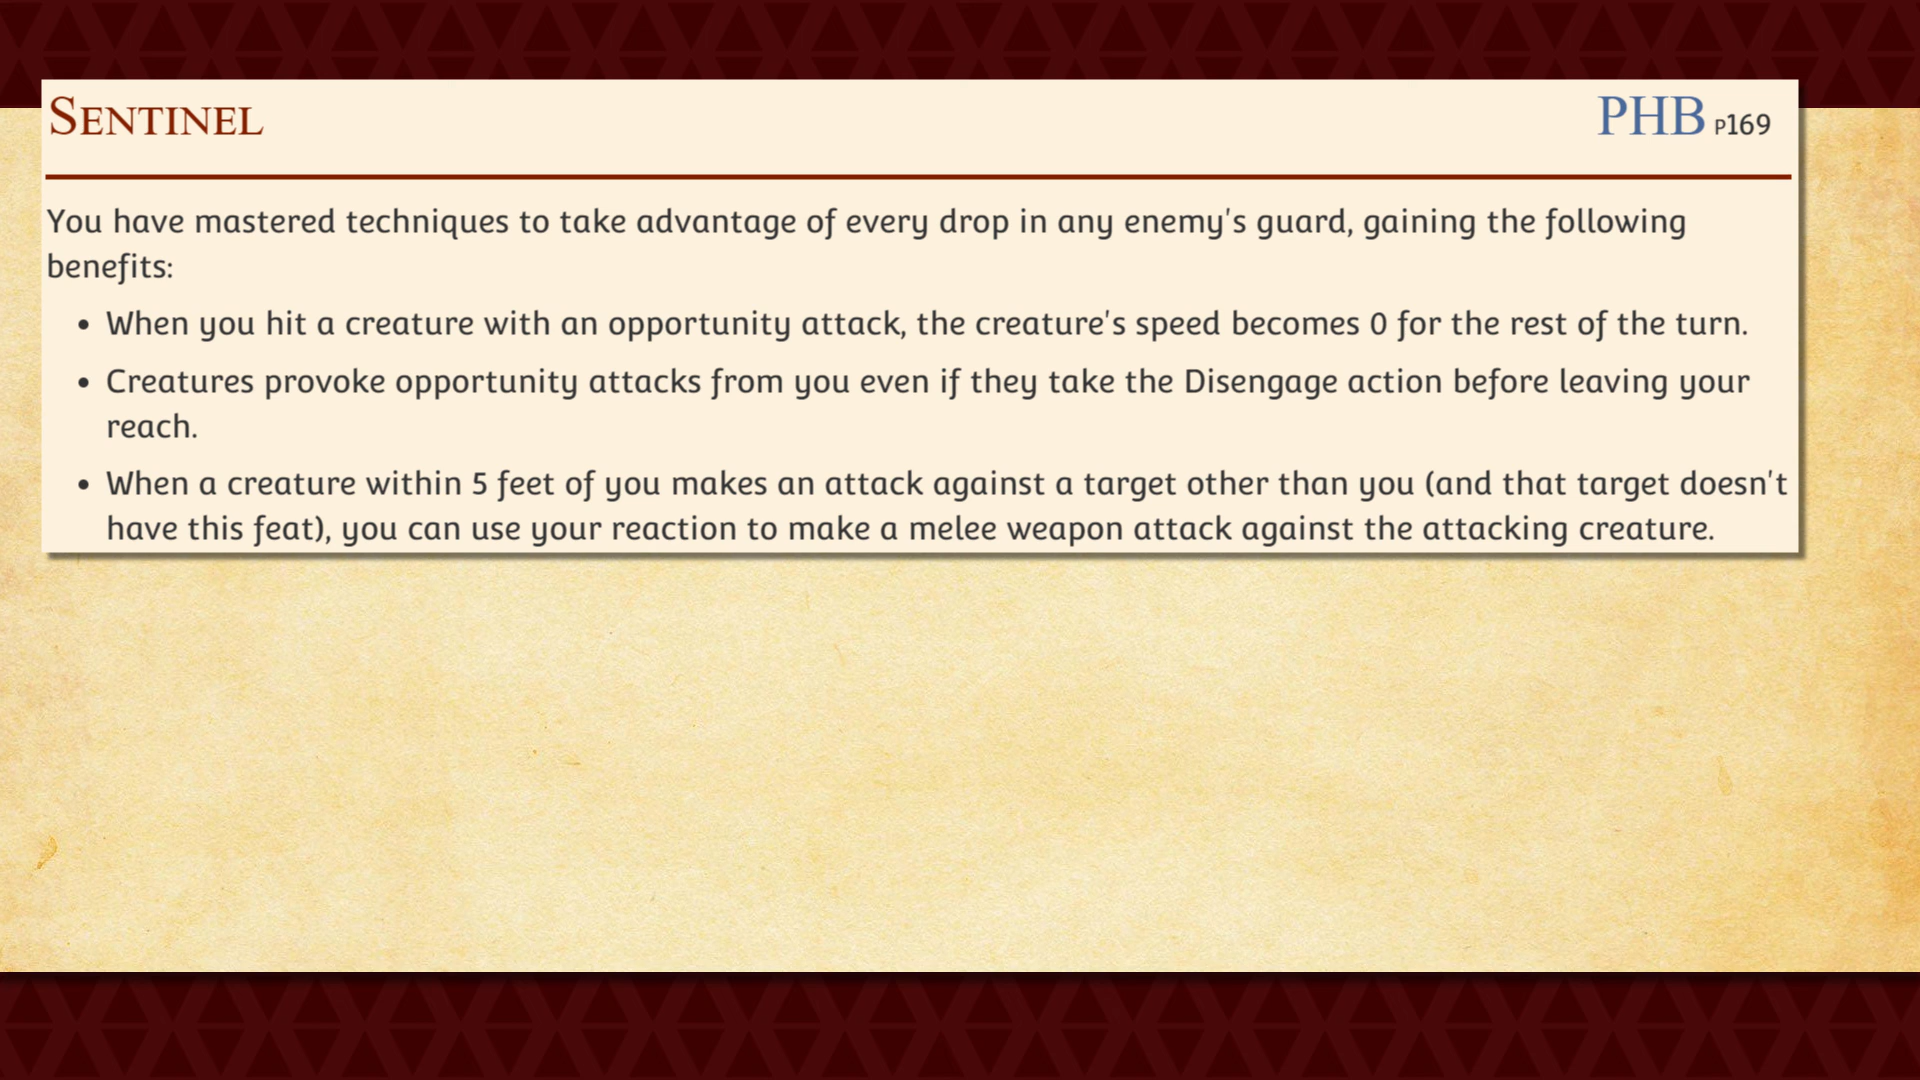 SENTINEL PHB P169
You have mastered techniques to take advantage of every drop in any enemy's guard, gaining the following
benefits:
• When you hit a creature with an opportunity attack, the creature's speed becomes 0 for the rest of the turn.
• Creatures provoke opportunity attacks from you even if they take the Disengage action before leaving your
reach.
• When a creature within 5 feet of you makes an attack against a target other than you (and that target doesn't
have this feat), you can use your reaction to make a melee weapon attack against the attacking creature.